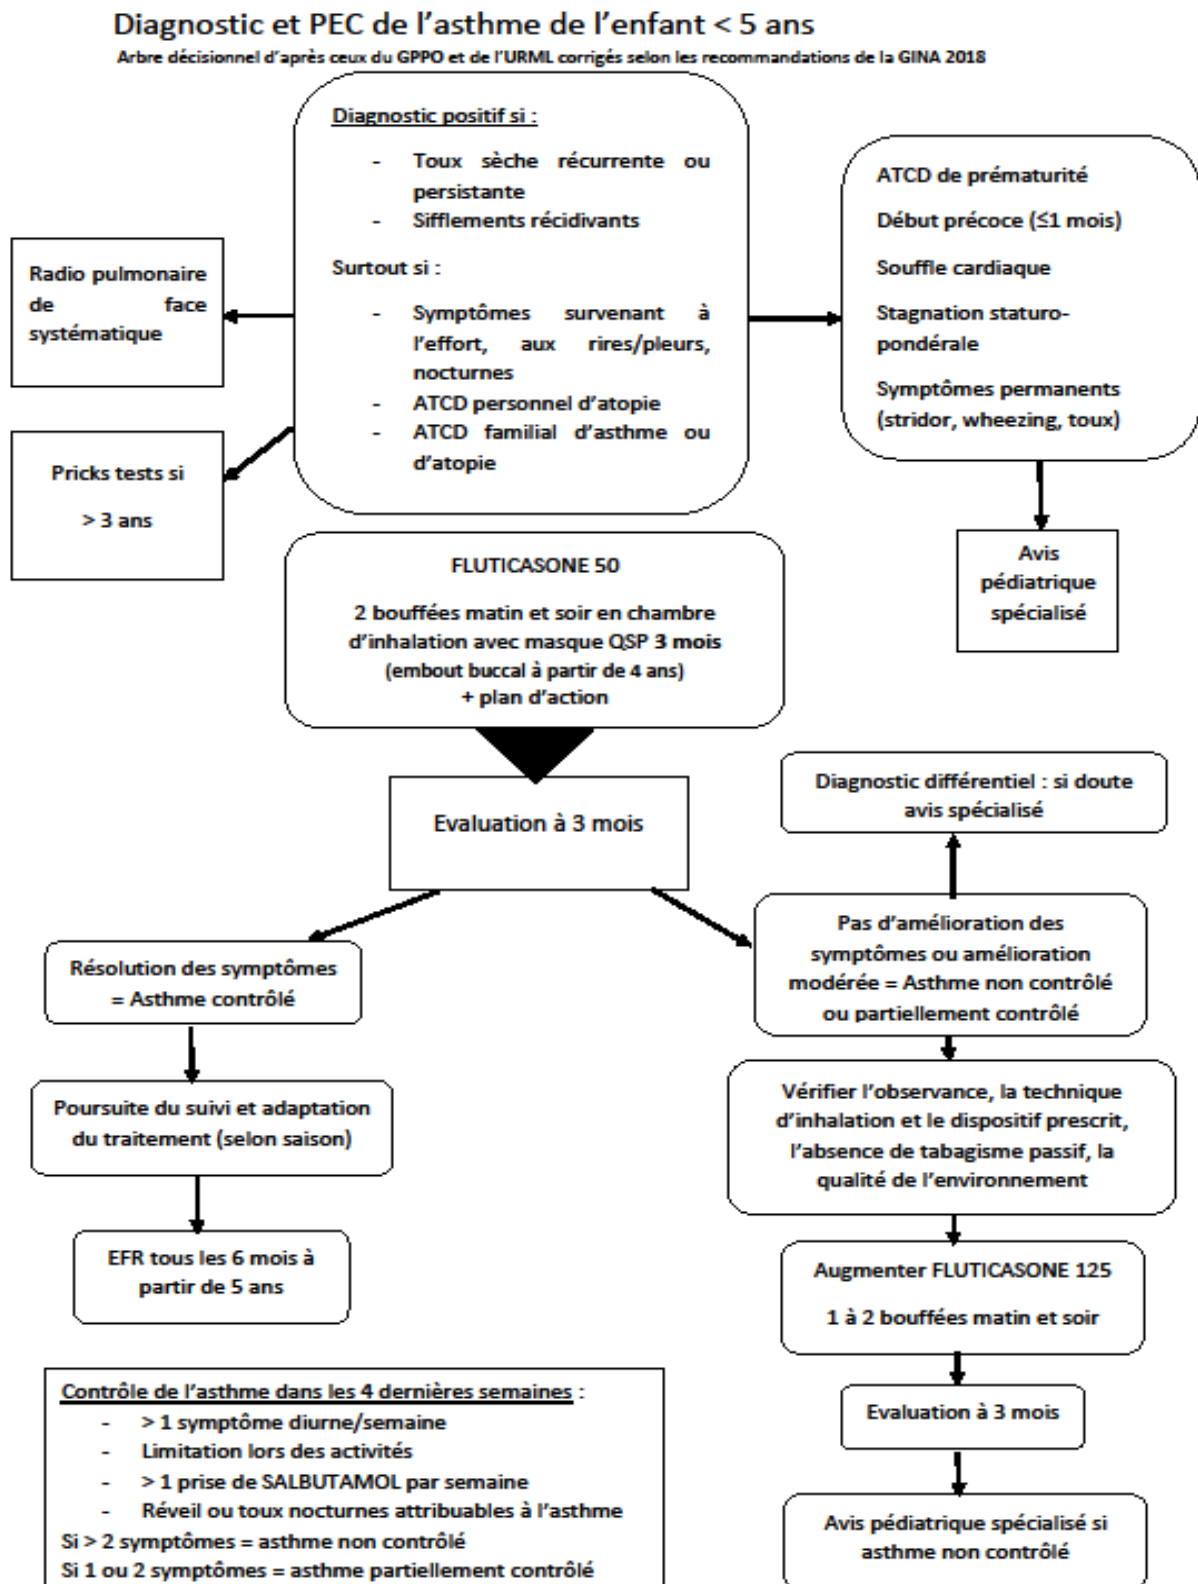 Diagnostic et PEC de l'asthme de l'enfant < 5 ans
Arbre décisionnel d'après ceux du GPPO et de l'URML corrigés selon les recommandations de la GINA 2018
Diagnostic positif si :
- Toux sèche récurrente ou
persistante
- Sifflements récidivants
Surtout si :
- Symptômes survenant à
l'effort, aux rires/pleurs,
nocturnes
- ATCD personnel d'atopie
- ATCD familial d'asthme ou
d'atopie
Radio pulmonaire
de face
systématique
Pricks tests si
> 3 ans
ATCD de prématurité
Début précoce (≤1 mois)
Souffle cardiaque
Stagnation staturo-
pondérale
Symptômes permanents
(stridor, wheezing, toux)
Avis
pédiatrique
spécialisé
FLUTICASONE 50
2 bouffées matin et soir en chambre
d'inhalation avec masque QSP 3 mois
(embout buccal à partir de 4 ans)
+ plan d'action
Evaluation à 3 mois
Diagnostic différentiel : si doute
avis spécialisé
Pas d'amélioration des
symptômes ou amélioration
modérée = Asthme non contrôlé
ou partiellement contrôlé
Résolution des symptômes
= Asthme contrôlé
Poursuite du suivi et adaptation
du traitement (selon saison)
EFR tous les 6 mois à
partir de 5 ans
Vérifier l'observance, la technique
d'inhalation et le dispositif prescrit,
l'absence de tabagisme passif, la
qualité de l'environnement
Augmenter FLUTICASONE 125
1 à 2 bouffées matin et soir
Evaluation à 3 mois
Avis pédiatrique spécialisé si
asthme non contrôlé
Contrôle de l'asthme dans les 4 dernières semaines :
- > 1 symptôme diurne/semaine
- Limitation lors des activités
- > 1 prise de SALBUTAMOL par semaine
- Réveil ou toux nocturnes attribuables à l'asthme
Si > 2 symptômes = asthme non contrôlé
Si 1 ou 2 symptômes = asthme partiellement contrôlé